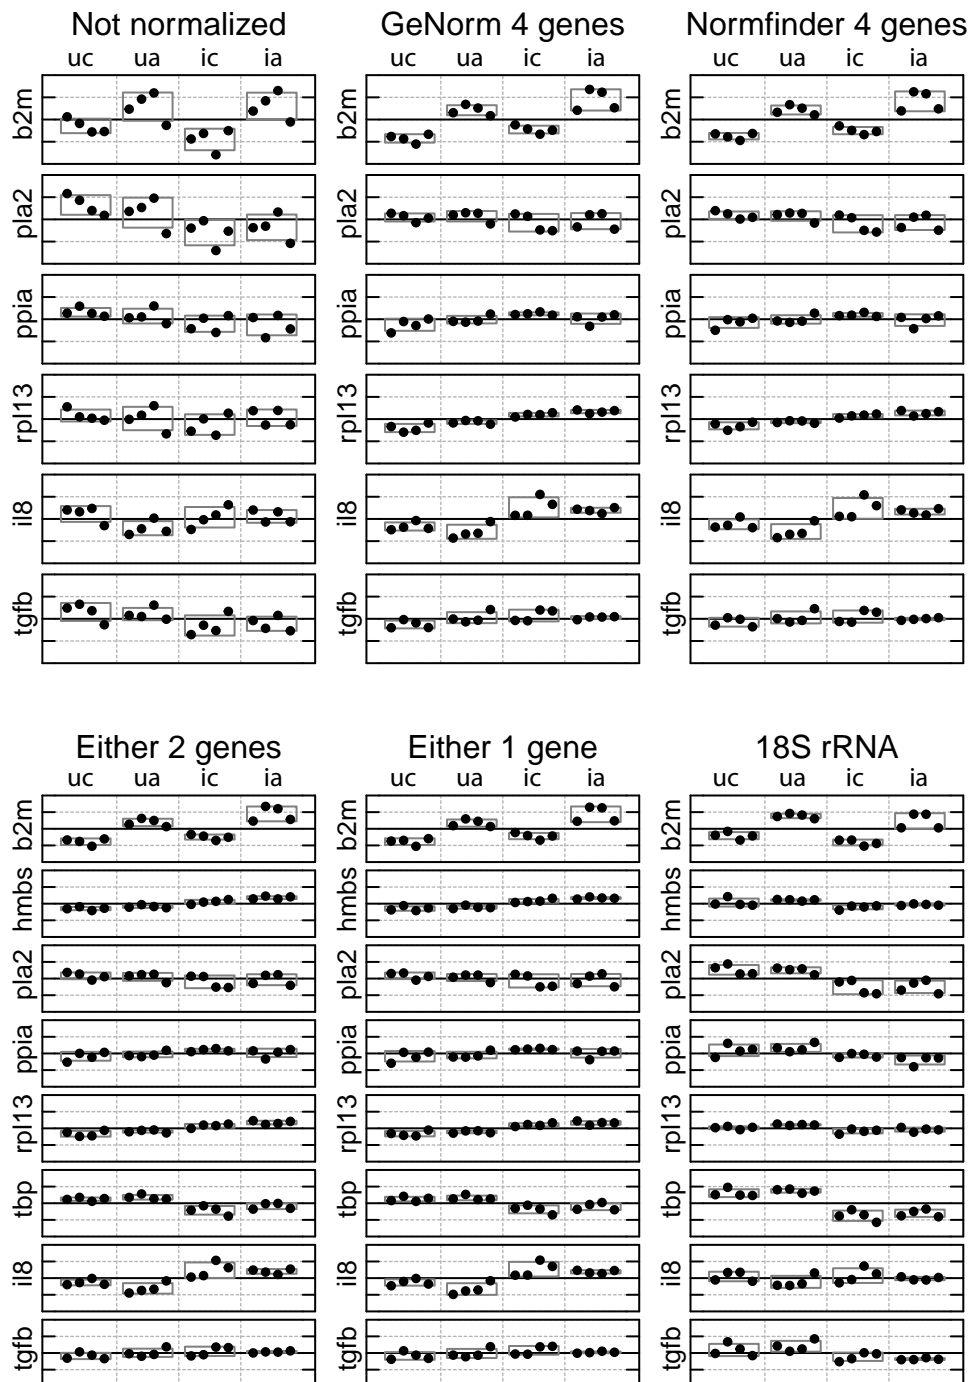 Not normalized GeNorm 4 genes Normfinder 4 genes
uc ua ic ia uc ua ic ia uc ua ic ia
b2m b2m b2m
pla2 pla2 pla2
ppia ppia ppia
rpl13 rpl13 rpl13
il8 il8 il8
tgfb tgfb tgfb
Either 2 genes Either 1 gene 18S rRNA
uc ua ic ia uc ua ic ia uc ua ic ia
b2m b2m b2m
hmbs hmbs hmbs
pla2 pla2 pla2
ppia ppia ppia
rpl13 rpl13 rpl13
tbp tbp tbp
il8 il8 il8
tgfb tgfb tgfb